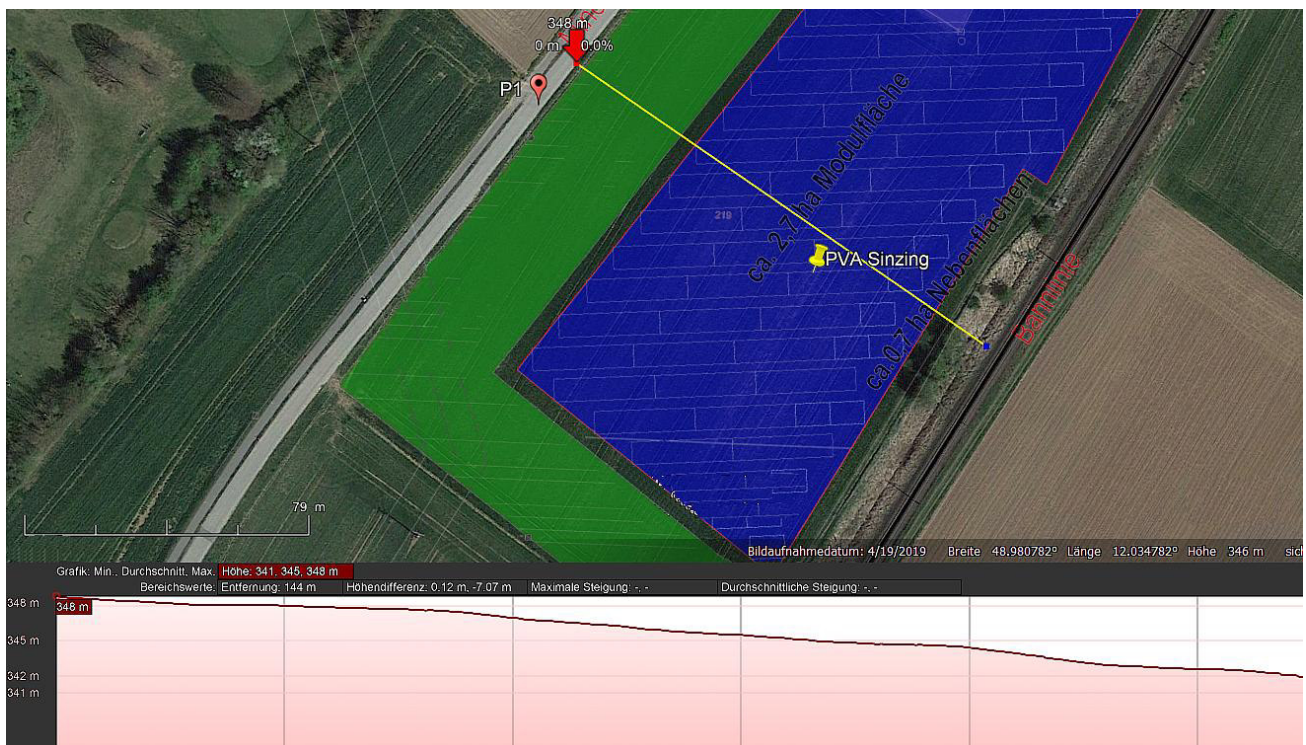 348 m
0 m 0.0%
P1
ca. 2,7 ha Modulfläche
219
PVA Sinzing
ca.0,7 ha Nebenflächen
Bahnlinie
79 m
Bildaufnahmedatum: 4/19/2019 Breite 48.980782° Länge 12.034782° Höhe 346 m sich
Grafik: Min., Durchschnitt, Max. Höhe: 341, 345, 348 m
Bereichswerte: Entfernung: 144 m Höhendifferenz: 0.12 m, -7.07 m Maximale Steigung: -, - Durchschnittliche Steigung: -, -
348 m
348 m
345 m
342 m
341 m